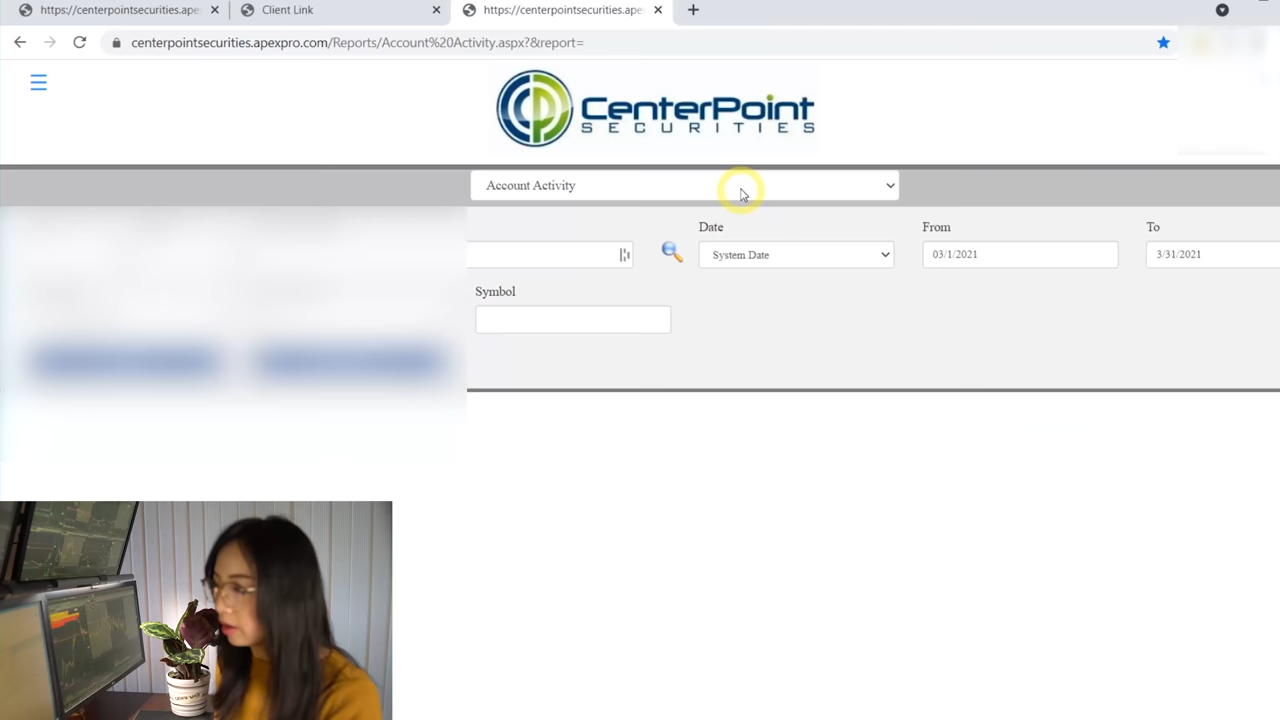 https://centerpointsecurities.ape
Client Link
https://centerpointsecurities.ape
centerpointsecurities.apexpro.com/Reports/Account%20Activity.aspx?&report=
CenterPoint
SECURITIES
Account Activity
Date
From
To
System Date
03/1/2021
3/31/2021
Symbol